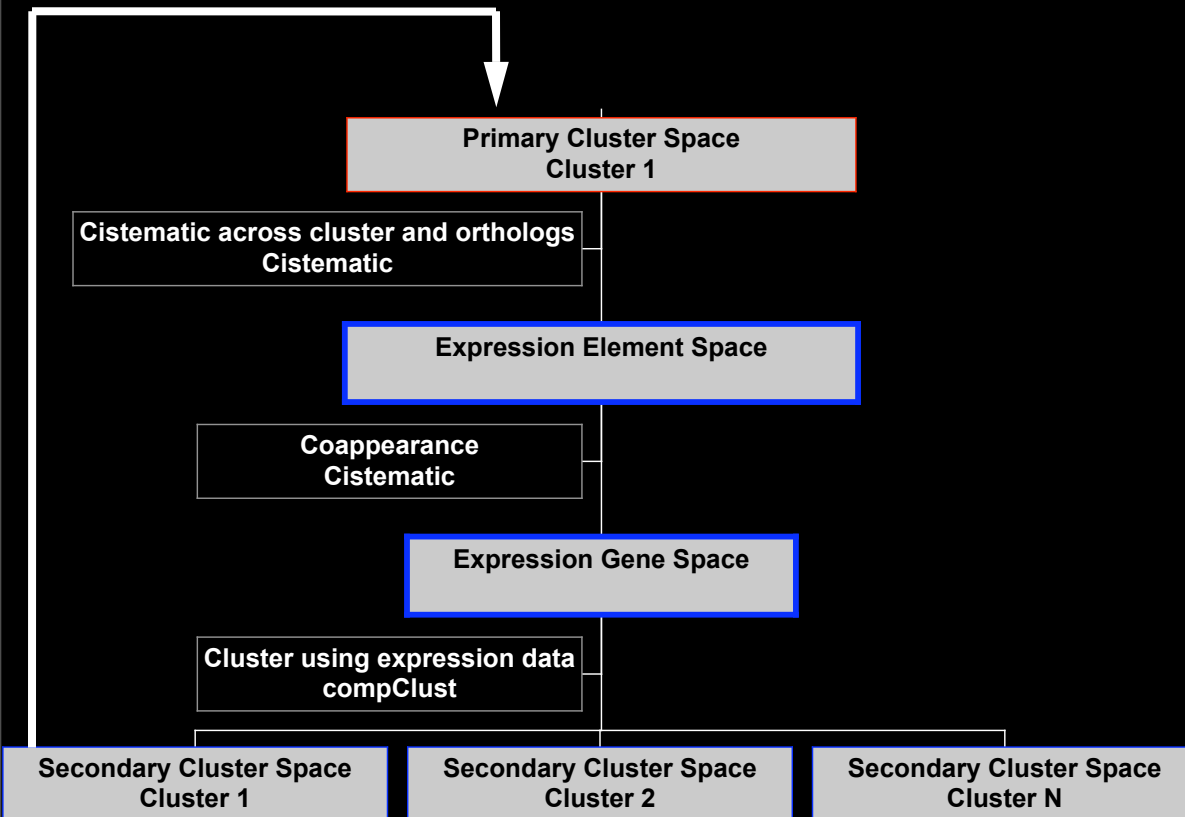 Primary Cluster Space
Cluster 1
Cistematic across cluster and orthologs
Cistematic
Expression Element Space
Coappearance
Cistematic
Expression Gene Space
Cluster using expression data
compClust
Secondary Cluster Space
Cluster 1
Secondary Cluster Space
Cluster 2
Secondary Cluster Space
Cluster N